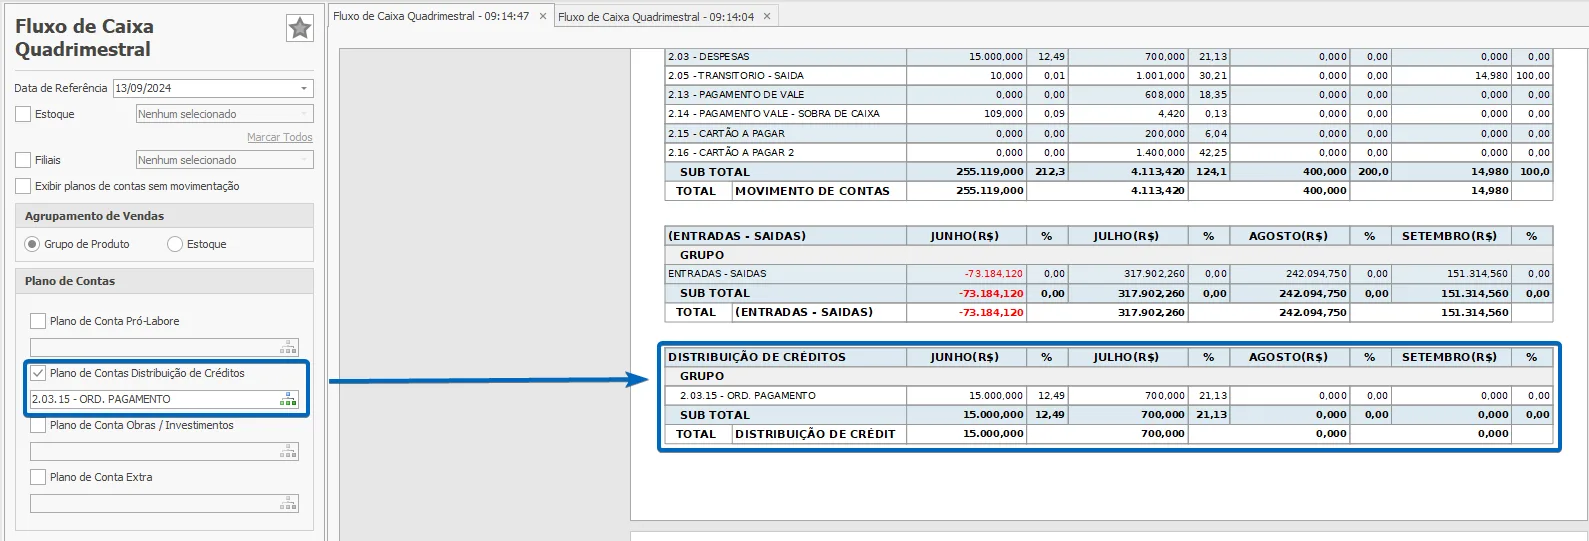 Fluxo de Caixa
Quadrimestral
Data de Referência 13/09/2024
Estoque Nenhum selecionado
Marcar Todos
Filiais Nenhum selecionado
Exibir planos de contas sem movimentação
Agrupamento de Vendas
Grupo de Produto Estoque
Plano de Contas
Plano de Conta Pró-Labore
Plano de Contas Distribuição de Créditos
2.03.15 - ORD. PAGAMENTO
Plano de Conta Obras / Investimentos
Plano de Conta Extra
Fluxo de Caixa Quadrimestral - 09:14:47 × Fluxo de Caixa Quadrimestral - 09:14:04 ×
2.03 - DESPESAS 15.000,000 12,49 700,000 21,13 0,000 0,00 0,000 0,00
2.05 - TRANSITORIO - SAIDA 10,000 0,01 1.001,000 30,21 0,000 0,00 14,980 100,00
2.13 - PAGAMENTO DE VALE 0,000 0,00 608,000 18,35 0,000 0,00 0,000 0,00
2.14 - PAGAMENTO VALE - SOBRA DE CAIXA 109,000 0,09 4,420 0,13 0,000 0,00 0,000 0,00
2.15 - CARTÃO A PAGAR 0,000 0,00 200,000 6,04 0,000 0,00 0,000 0,00
2.16 - CARTÃO A PAGAR 2 0,000 0,00 1.400,000 42,25 0,000 0,00 0,000 0,00
SUB TOTAL 255.119,000 212,3 4.113,420 124,1 400,000 200,0 14,980 100,0
TOTAL MOVIMENTO DE CONTAS 255.119,000 4.113,420 400,000 14,980
(ENTRADAS - SAIDAS) JUNHO(R$) % JULHO(R$) % AGOSTO(R$) % SETEMBRO(R$) %
GRUPO
ENTRADAS - SAIDAS -73.184,120 0,00 317.902,260 0,00 242.094,750 0,00 151.314,560 0,00
SUB TOTAL -73.184,120 0,00 317.902,260 0,00 242.094,750 0,00 151.314,560 0,00
TOTAL (ENTRADAS - SAIDAS) -73.184,120 317.902,260 242.094,750 151.314,560
DISTRIBUIÇÃO DE CRÉDITOS JUNHO(R$) % JULHO(R$) % AGOSTO(R$) % SETEMBRO(R$) %
GRUPO
2.03.15 - ORD. PAGAMENTO 15.000,000 12,49 700,000 21,13 0,000 0,00 0,000 0,00
SUB TOTAL 15.000,000 12,49 700,000 21,13 0,000 0,00 0,000 0,00
TOTAL DISTRIBUIÇÃO DE CRÉDIT 15.000,000 700,000 0,000 0,000